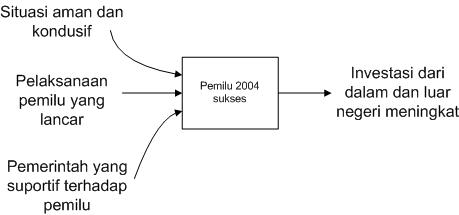 Situasi aman dan
kondusif
Pelaksanaan
pemilu yang
lancar
Pemerintah yang
suportif terhadap
pemilu
Pemilu 2004
sukses
Investasi dari
dalam dan luar
negeri meningkat